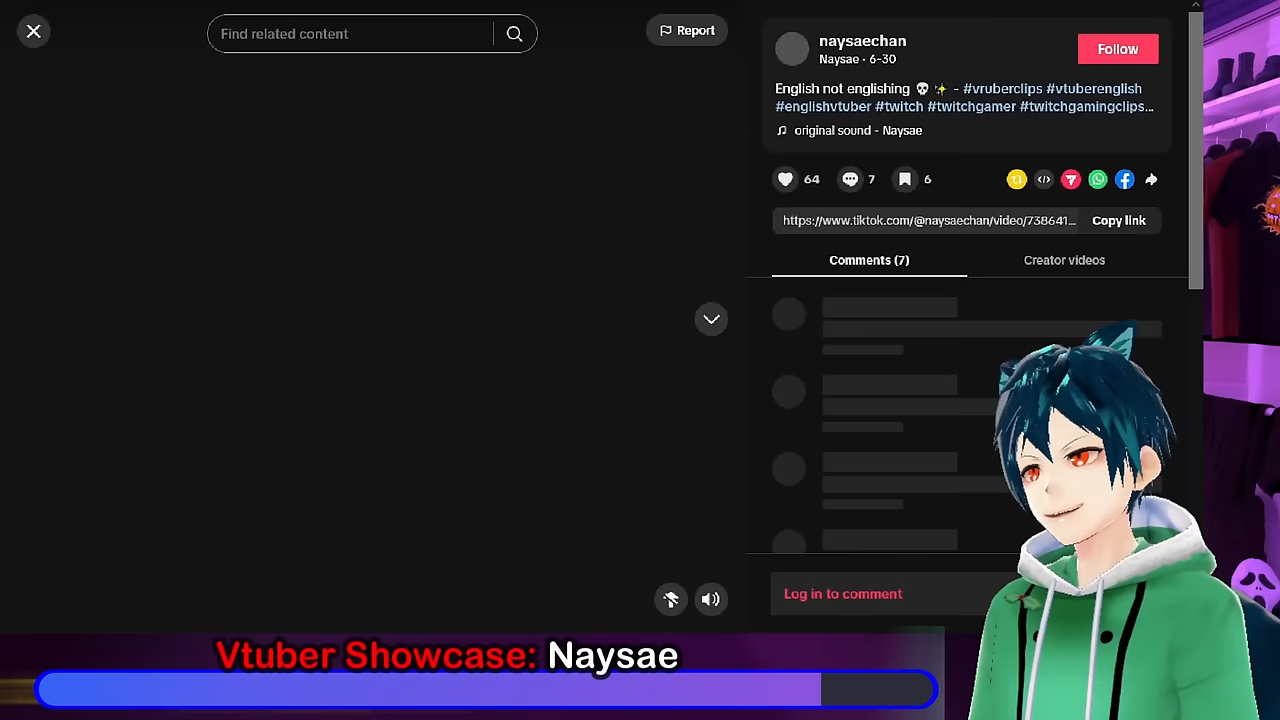 Find related content
Report
naysaechan
Naysae · 6-30
Follow
English not englishing 💀 ✨ - #vruberclips #vtuberenglish
#englishvtuber #twitch #twitchgamer #twitchgamingclips...
original sound - Naysae
64
7
6
https://www.tiktok.com/@naysaechan/video/738641...
Copy link
Comments (7)
Creator videos
Log in to comment
Vtuber Showcase: Naysae